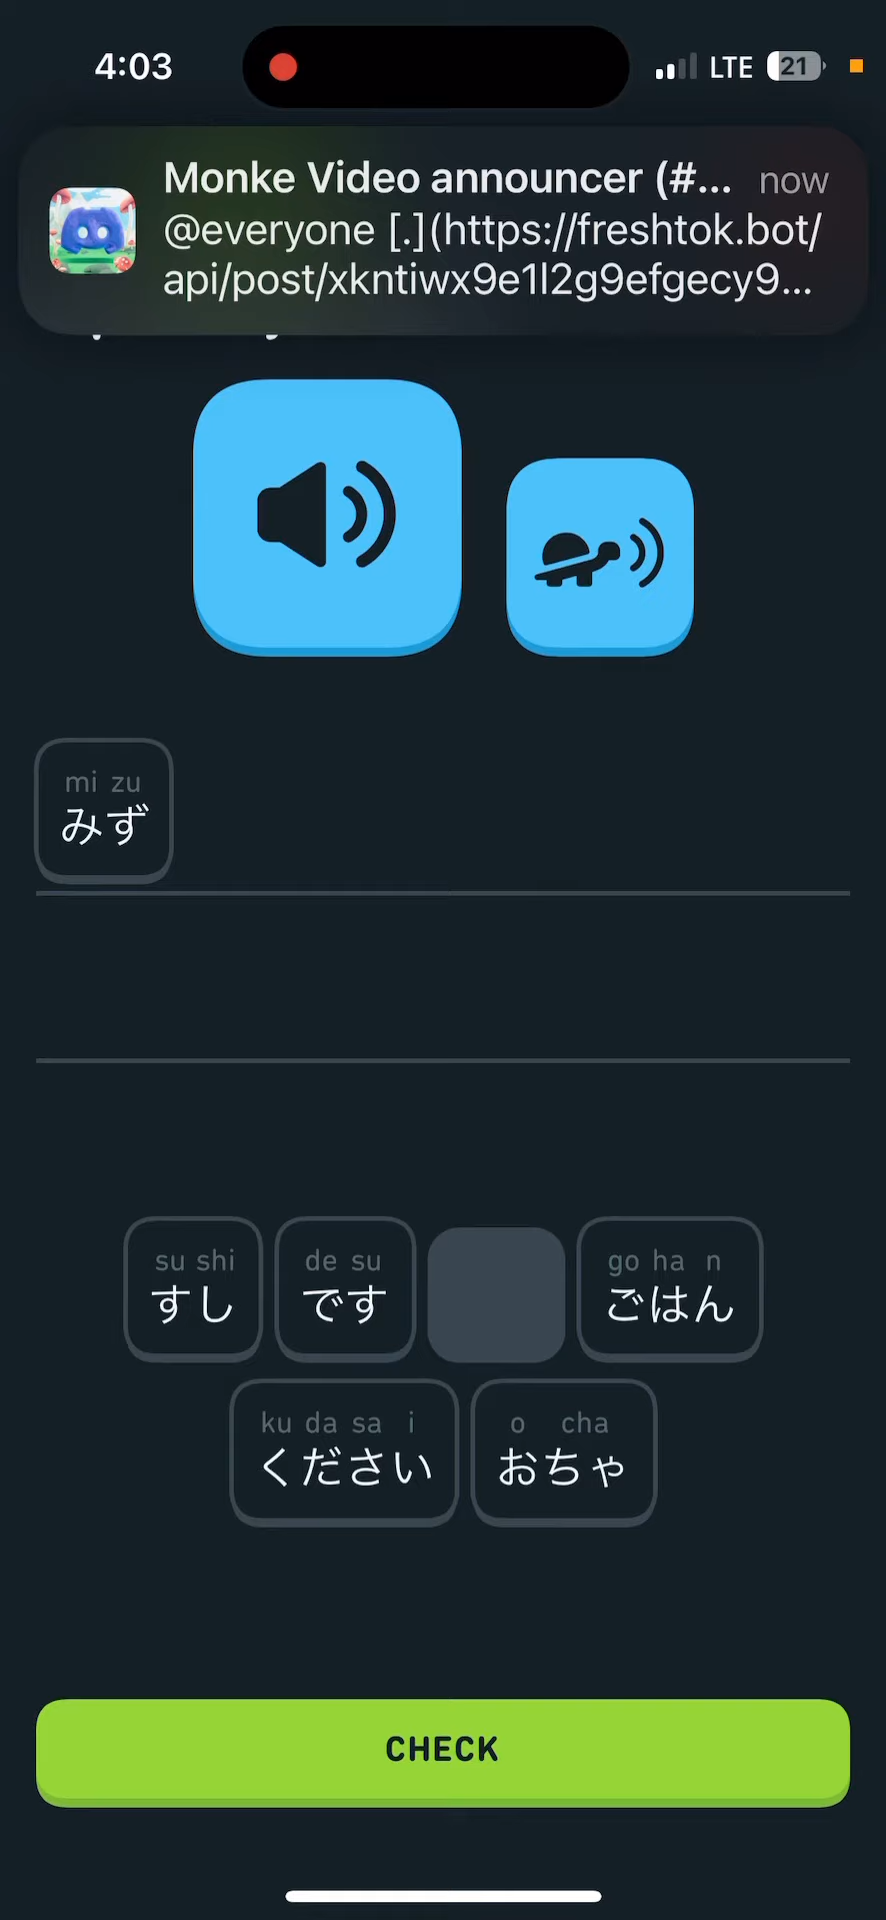 4:03
LTE 21
Monke Video announcer (#... now
@everyone [.](https://freshtok.bot/
api/post/xkntiwx9e1l2g9efgecy9...
mi zu
みず
su shi de su go ha n
すし です ごはん
ku da sa i o cha
ください おちゃ
CHECK